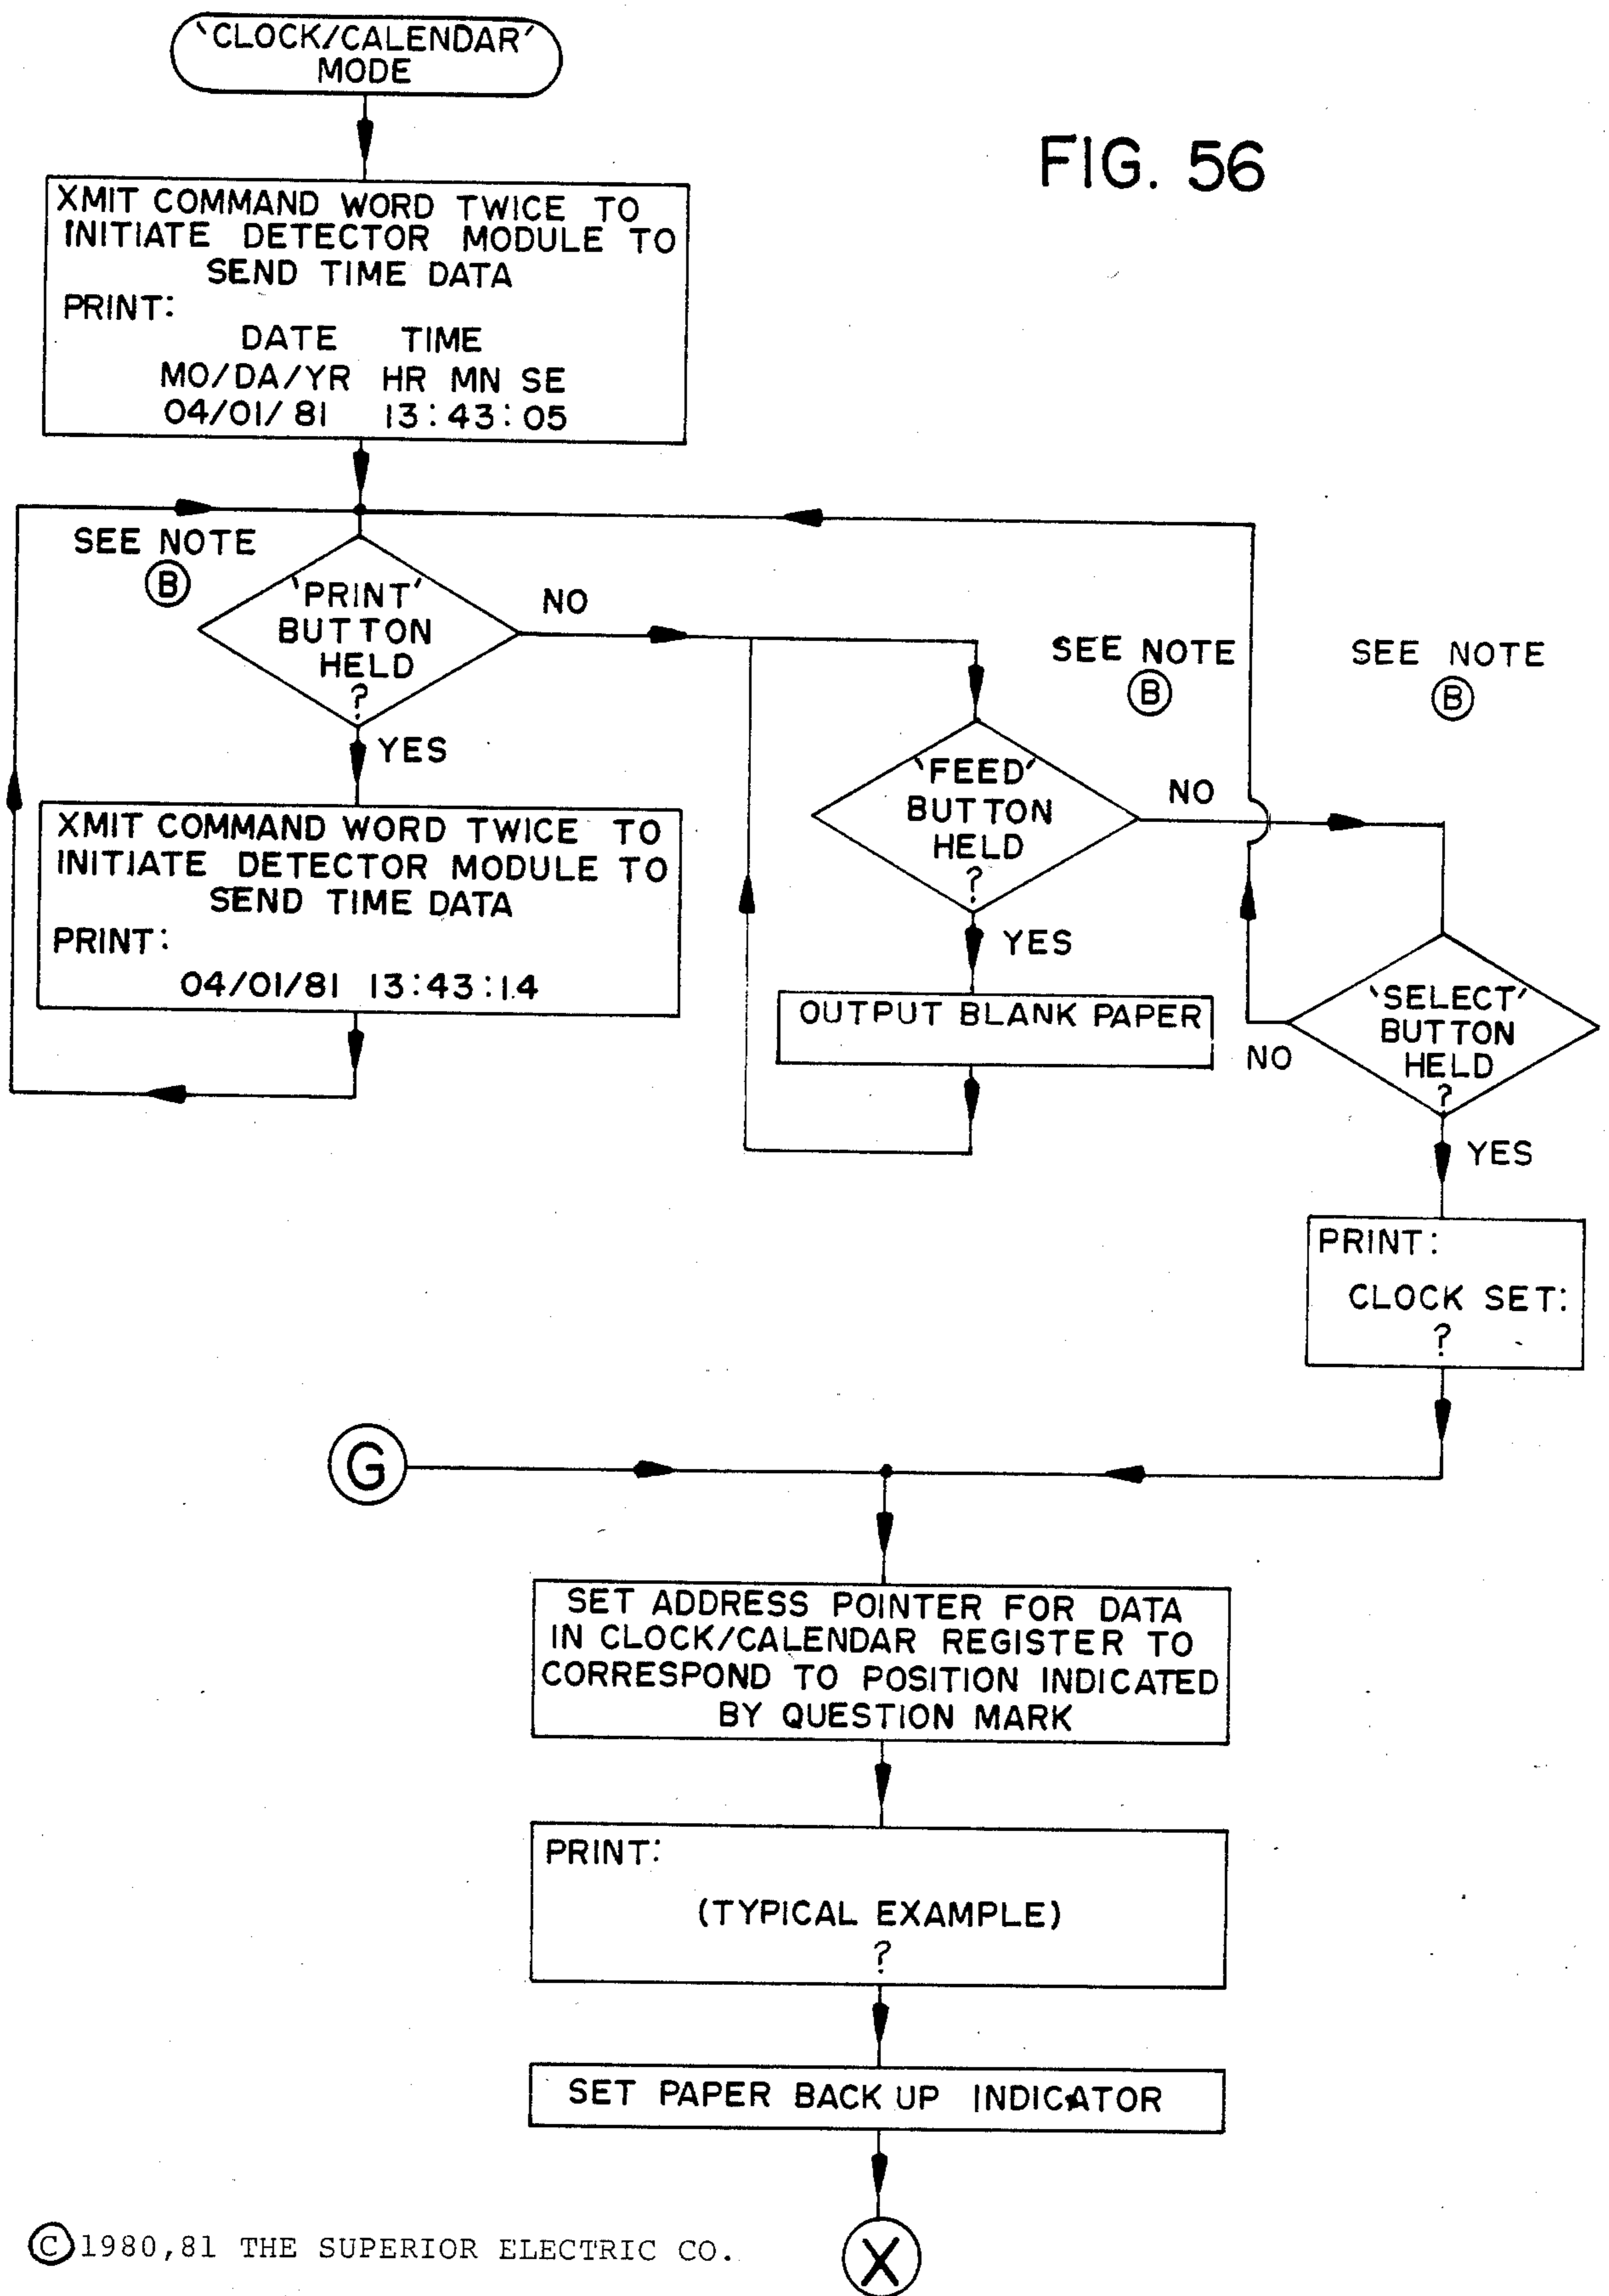 'CLOCK/CALENDAR'
MODE
FIG. 56
XMIT COMMAND WORD TWICE TO
INITIATE DETECTOR MODULE TO
SEND TIME DATA
PRINT:
DATE TIME
MO/DA/YR HR MN SE
04/01/81 13:43:05
SEE NOTE
B
'PRINT'
BUTTON
HELD
?
NO
YES
XMIT COMMAND WORD TWICE TO
INITIATE DETECTOR MODULE TO
SEND TIME DATA
PRINT:
04/01/81 13:43:14
SEE NOTE
B
'FEED'
BUTTON
HELD
?
NO
YES
OUTPUT BLANK PAPER
SEE NOTE
B
'SELECT'
BUTTON
HELD
?
NO
YES
PRINT:
CLOCK SET:
?
G
SET ADDRESS POINTER FOR DATA
IN CLOCK/CALENDAR REGISTER TO
CORRESPOND TO POSITION INDICATED
BY QUESTION MARK
PRINT:
(TYPICAL EXAMPLE)
?
SET PAPER BACK UP INDICATOR
X
©1980,81 THE SUPERIOR ELECTRIC CO.